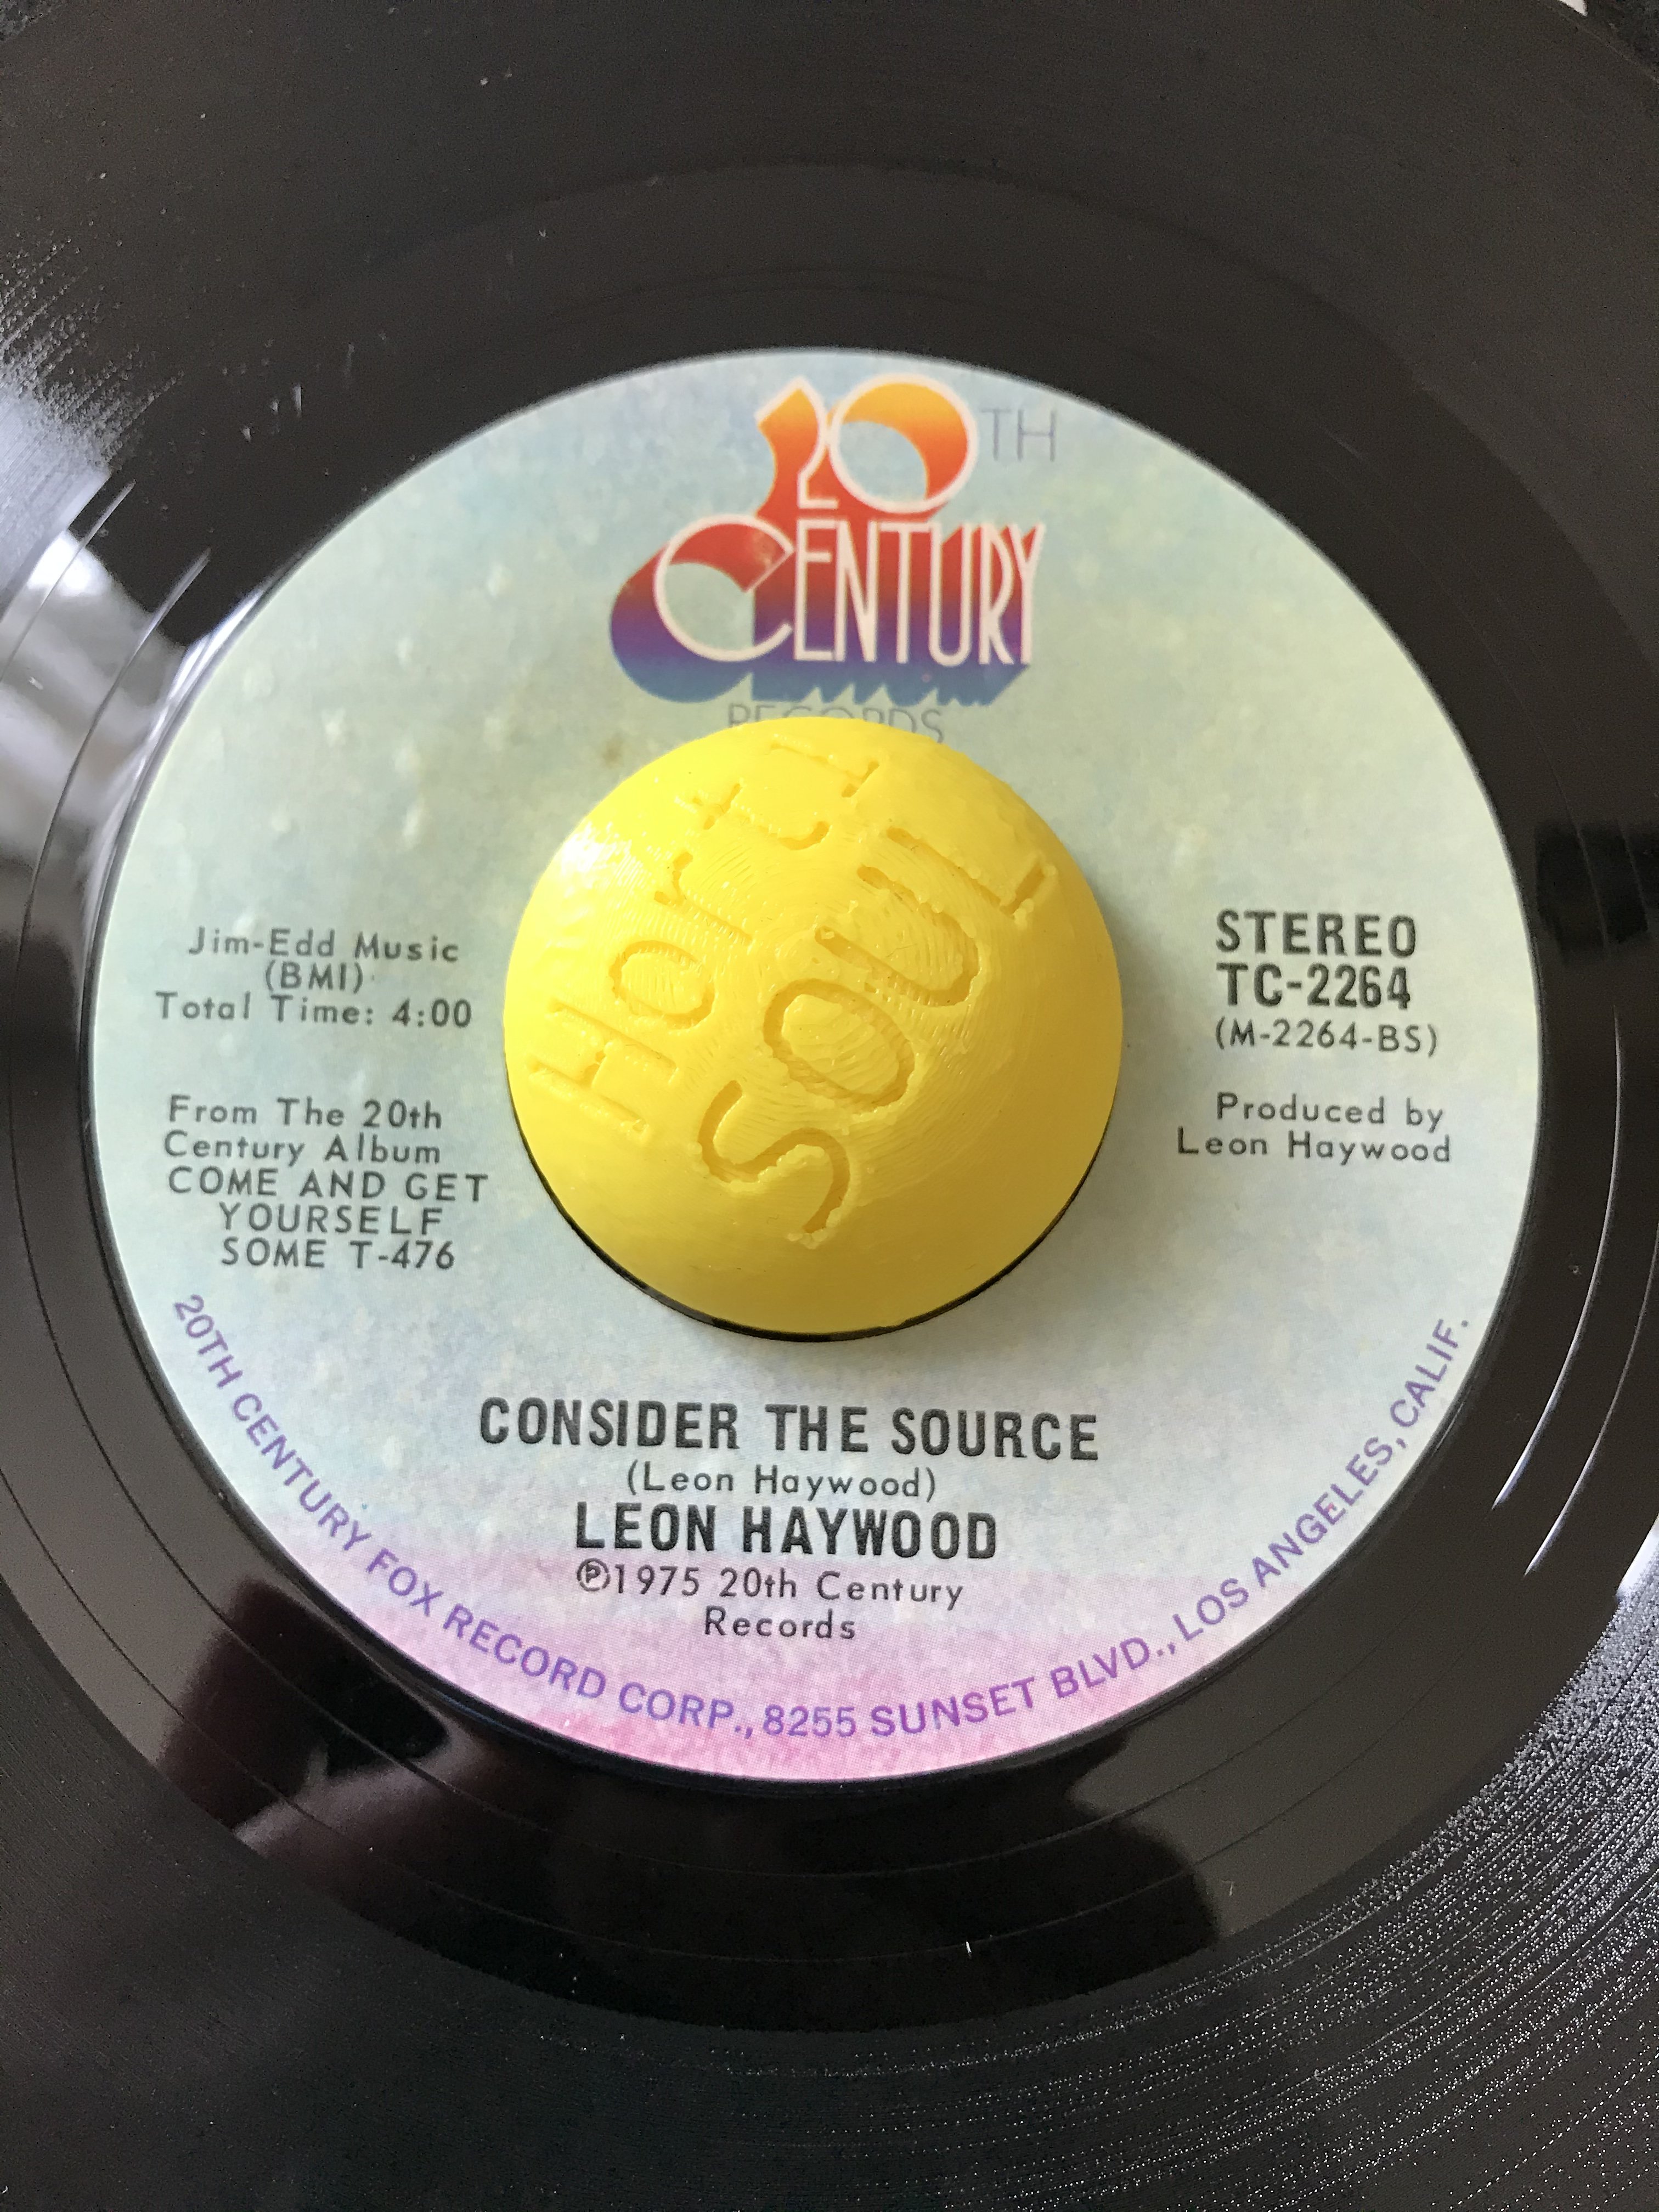 20TH
CENTURY
RECORDS
Horti
SOUL
Jim-Edd Music
(BMI)
Total Time: 4:00
From The 20th
Century Album
COME AND GET
YOURSELF
SOME T-476
STEREO
TC-2264
(M-2264-BS)
Produced by
Leon Haywood
CONSIDER THE SOURCE
(Leon Haywood)
LEON HAYWOOD
℗1975 20th Century
Records
20TH CENTURY FOX RECORD CORP., 8255 SUNSET BLVD., LOS ANGELES, CALIF.